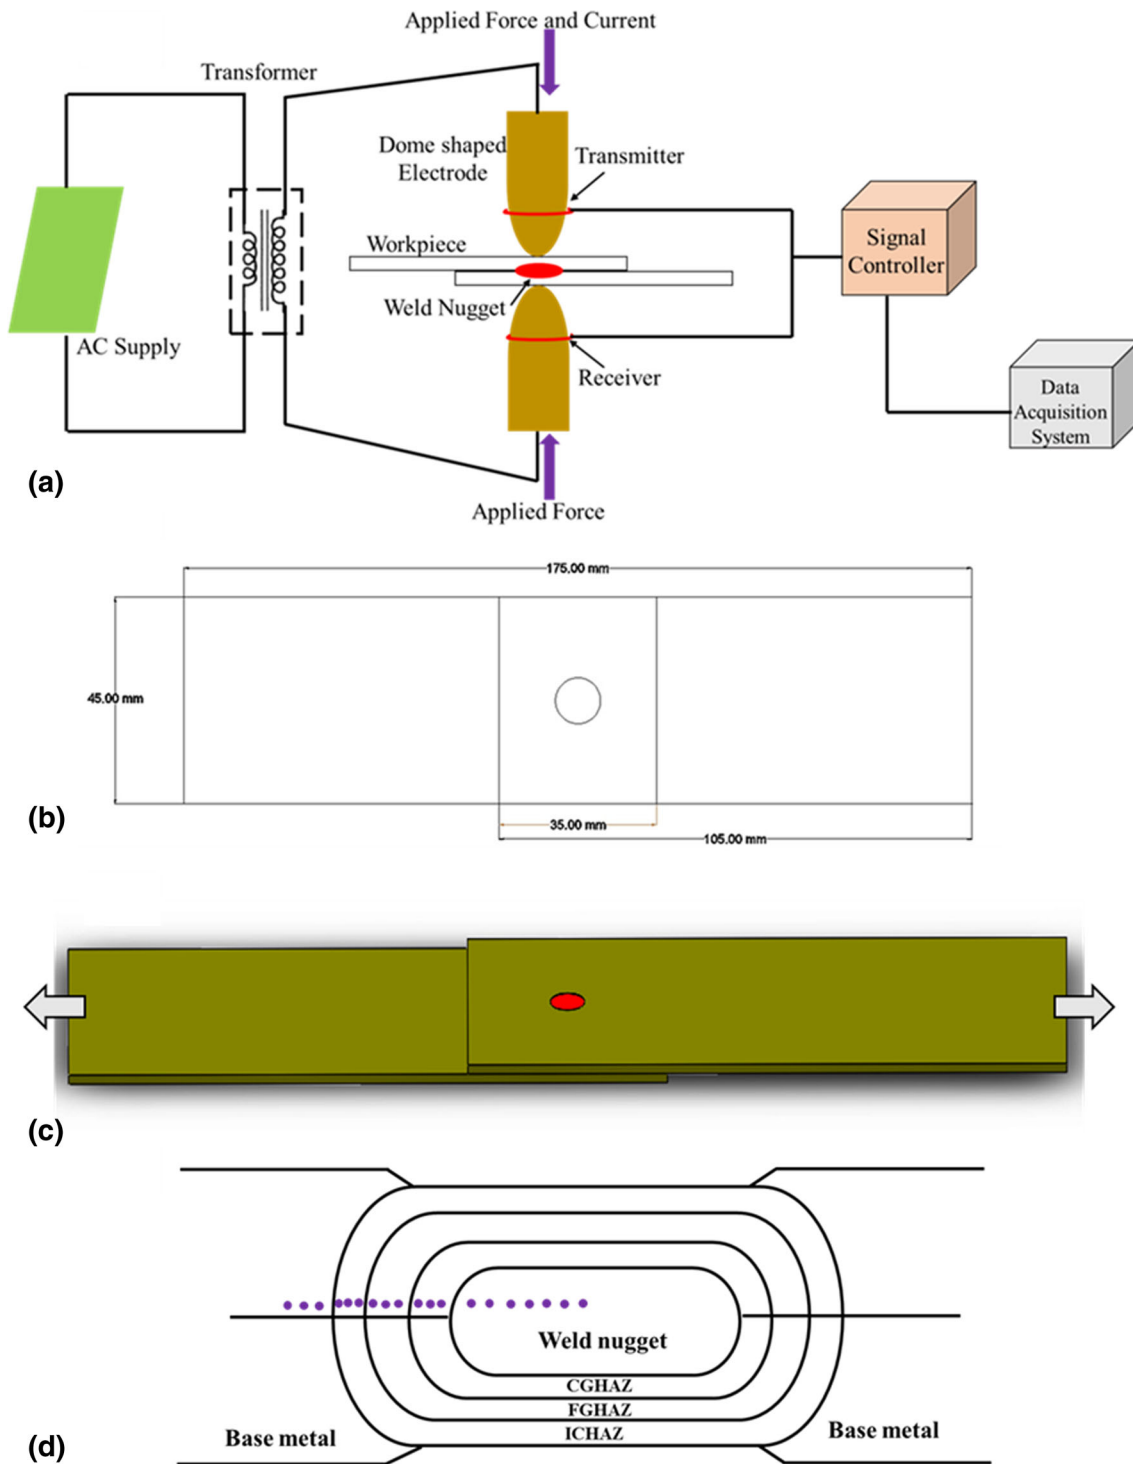 Applied Force and Current
Transformer
Dome shaped
Electrode
Transmitter
Workpiece
Signal
Controller
Weld Nugget
AC Supply
Receiver
Data
Acquisition
System
(a)
Applied Force
175.00 mm
45.00 mm
(b)
35.00 mm
105.00 mm
(c)
Weld nugget
CGHAZ
FGHAZ
ICHAZ
Base metal
Base metal
(d)